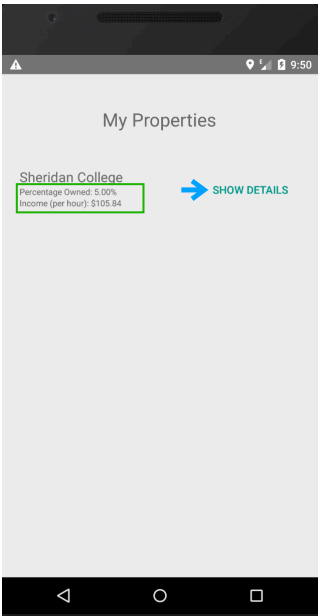 9:50
My Properties
Sheridan College
Percentage Owned: 5.00%
Income (per hour): $105.84
SHOW DETAILS